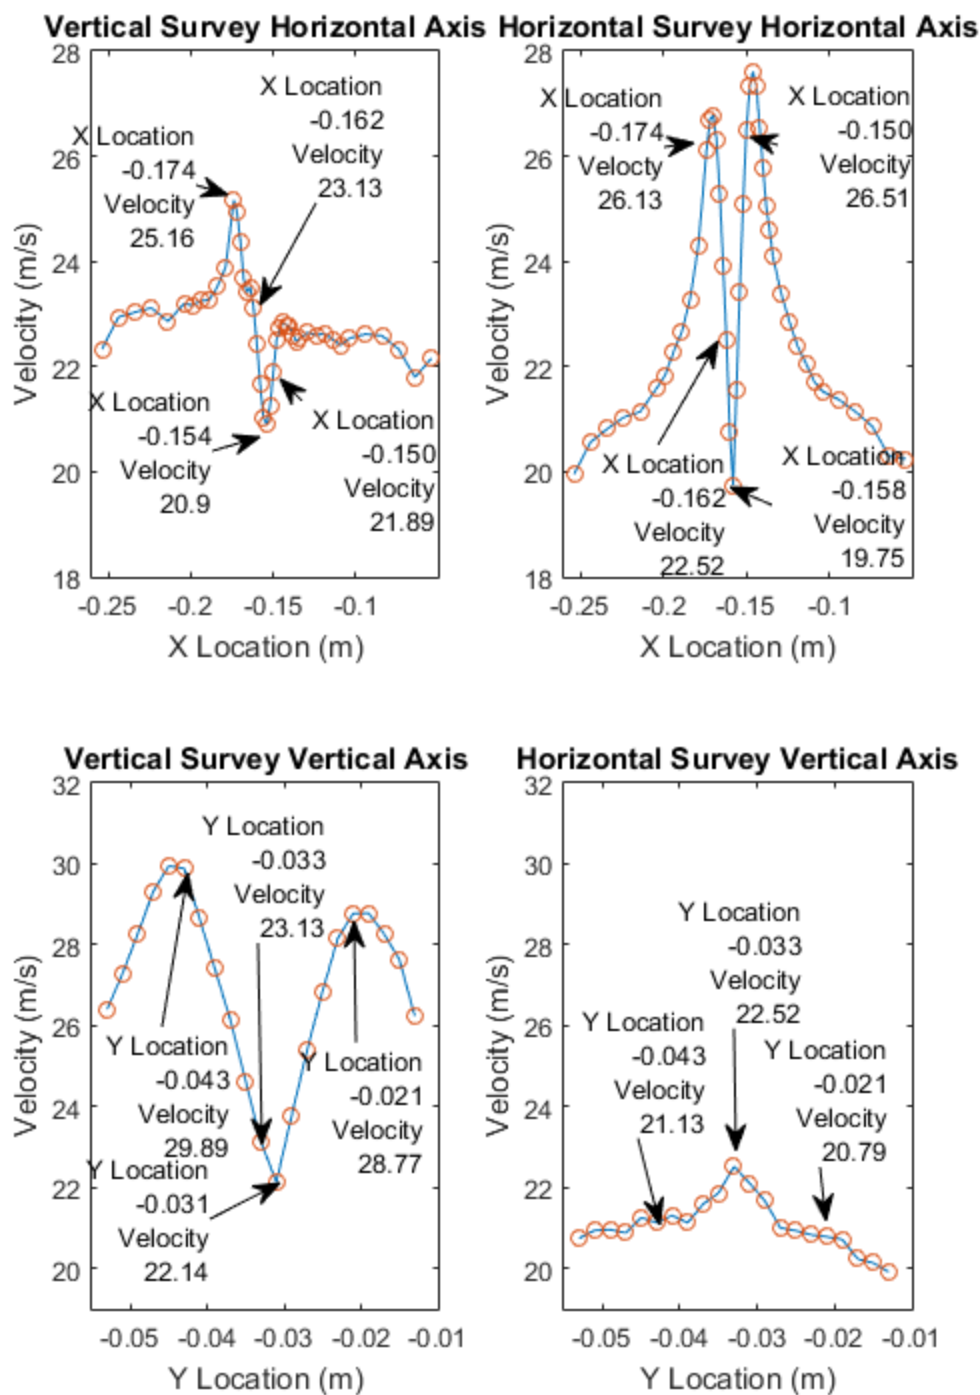 Vertical Survey Horizontal Axis
28
26
24
22
20
18
Velocity (m/s)
X Location
-0.174
Velocity
25.16
X Location
-0.162
Velocity
23.13
X Location
-0.154
Velocity
20.9
X Location
-0.150
Velocity
21.89
-0.25
-0.2
-0.15
-0.1
X Location (m)
Horizontal Survey Horizontal Axis
28
26
24
22
20
18
Velocity (m/s)
X Location
-0.174
Velocty
26.13
X Location
-0.150
Velocity
26.51
X Location
-0.162
Velocity
22.52
X Location
-0.158
Velocity
19.75
-0.25
-0.2
-0.15
-0.1
X Location (m)
Vertical Survey Vertical Axis
32
30
28
26
24
22
20
Velocity (m/s)
Y Location
-0.033
Velocity
23.13
Y Location
-0.043
Velocity
29.89
Y Location
-0.021
Velocity
28.77
Y Location
-0.031
Velocity
22.14
-0.05
-0.04
-0.03
-0.02
-0.01
Y Location (m)
Horizontal Survey Vertical Axis
32
30
28
26
24
22
20
Velocity (m/s)
Y Location
-0.033
Velocity
22.52
Y Location
-0.043
Velocity
21.13
Y Location
-0.021
Velocity
20.79
-0.05
-0.04
-0.03
-0.02
-0.01
Y Location (m)